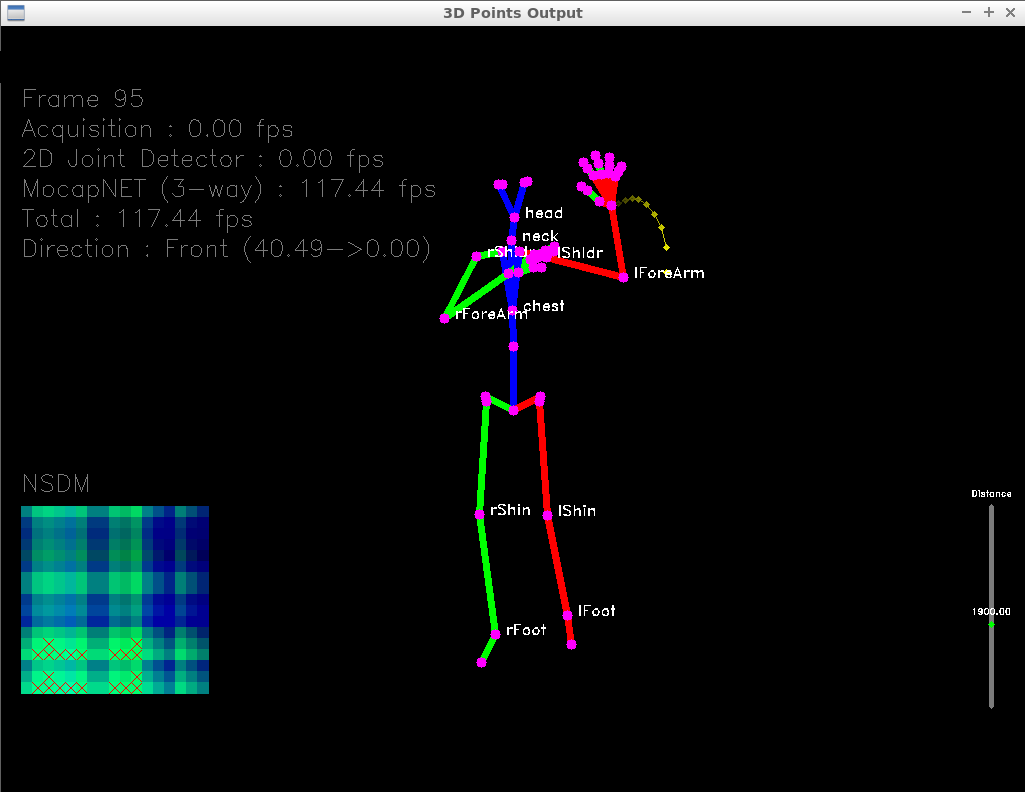 3D Points Output
Frame 95
Acquisition : 0.00 fps
2D Joint Detector : 0.00 fps
MocapNET (3-way) : 117.44 fps
Total : 117.44 fps
Direction : Front (40.49->0.00)
head
neck
lShldr
lForeArm
chest
rForeArm
NSDM
Distance
rShin
lShin
1900.00
lFoot
rFoot